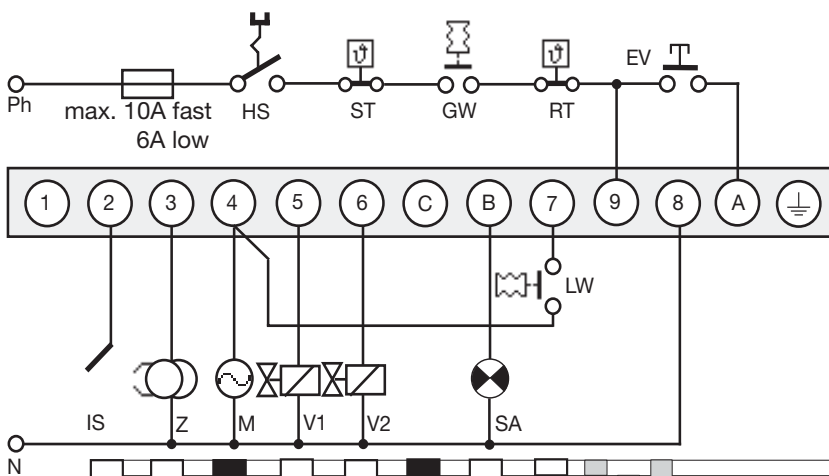 EV
Ph
max. 10A fast
6A low
HS
ST
GW
RT
1 2 3 4 5 6 C B 7 9 8 A
LW
IS
Z
M
V1
V2
SA
N